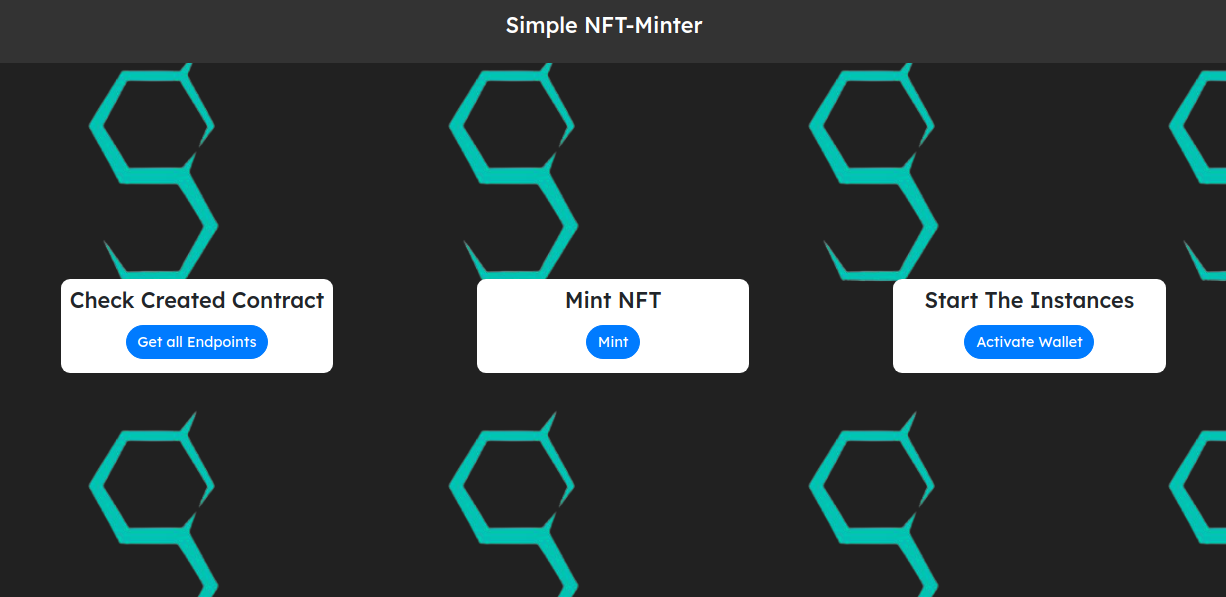 Simple NFT-Minter
Check Created Contract
Get all Endpoints
Mint NFT
Mint
Start The Instances
Activate Wallet